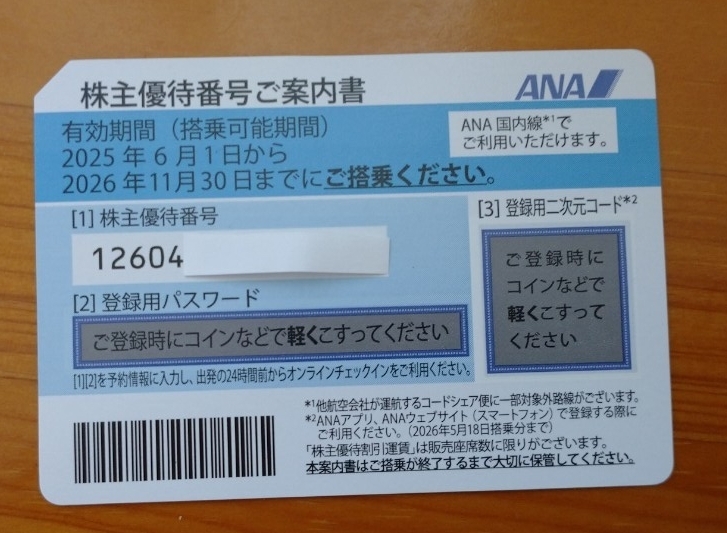 株主優待番号ご案内書
ANA
有効期間（搭乗可能期間）
2025年6月1日から
2026年11月30日までにご搭乗ください。
ANA国内線*1で
ご利用いただけます。
[1] 株主優待番号
12604
[2] 登録用パスワード
ご登録時にコインなどで軽くこすってください
[1][2]を予約情報に入力し、出発の24時間前からオンラインチェックインをご利用ください。
[3] 登録用二次元コード*2
ご登録時に
コインなどで
軽くこすって
ください
*1他航空会社が運航するコードシェア便に一部対象外路線がございます。
*2ANAアプリ、ANAウェブサイト（スマートフォン）で登録する際に
ご利用ください。（2026年5月18日搭乗分まで）
「株主優待割引運賃」は販売座席数に限りがございます。
本案内書はご搭乗が終了するまで大切に保管してください。